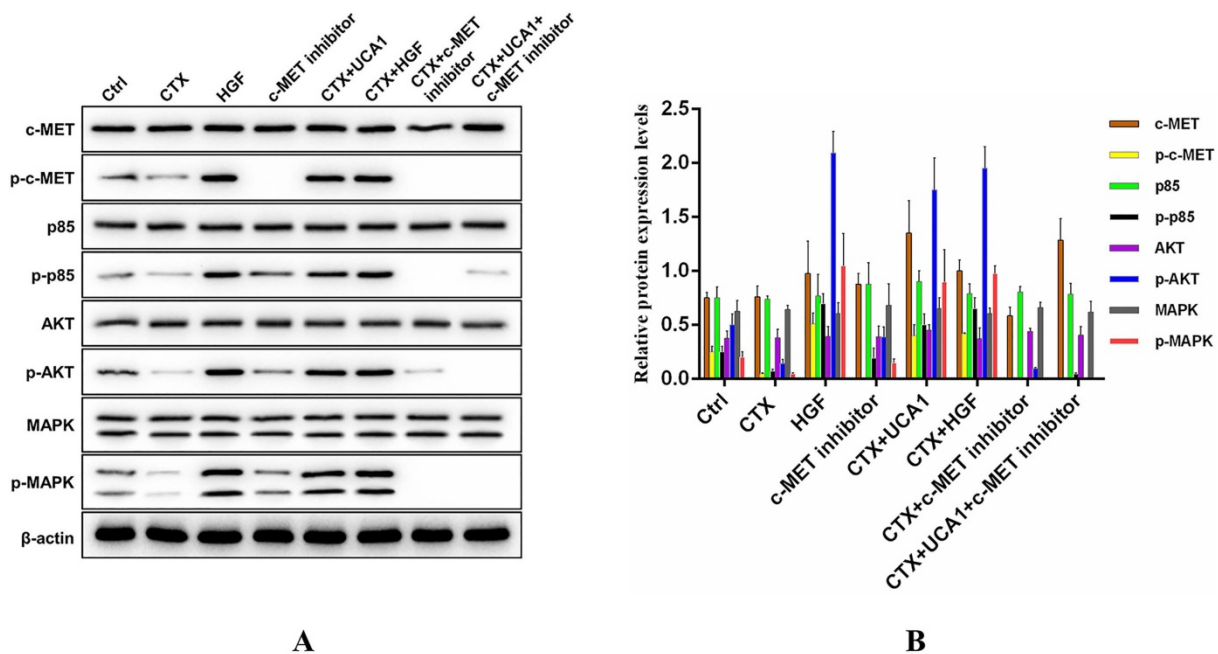 Ctrl
CTX
HGF
c-MET inhibitor
CTX+UCA1
CTX+HGF
CTX+c-MET
inhibitor
CTX+UCA1+
c-MET inhibitor
c-MET
p-c-MET
p85
p-p85
AKT
p-AKT
MAPK
p-MAPK
β-actin
A
Relative protein expression levels
2.5
2.0
1.5
1.0
0.5
0.0
Ctrl
CTX
HGF
c-MET inhibitor
CTX+UCA1
CTX+HGF
CTX+c-MET inhibitor
CTX+UCA1+c-MET inhibitor
c-MET
p-c-MET
p85
p-p85
AKT
p-AKT
MAPK
p-MAPK
B